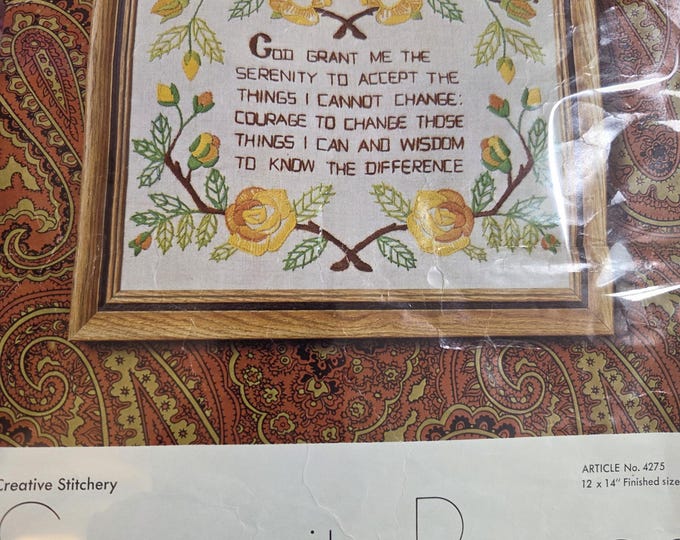 GOD GRANT ME THE
SERENITY TO ACCEPT THE
THINGS I CANNOT CHANGE:
COURAGE TO CHANGE THOSE
THINGS I CAN AND WISDOM
TO KNOW THE DIFFERENCE
Creative Stitchery
ARTICLE No. 4275
12 x 14" Finished size